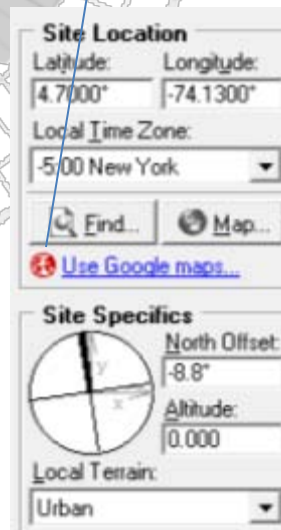 Site Location
Latitude: Longitude:
4.7000° -74.1300°
Local Time Zone:
-5:00 New York
Find... Map...
Use Google maps...
Site Specifics
North Offset:
y
x
-8.8°
Altitude:
0.000
Local Terrain:
Urban